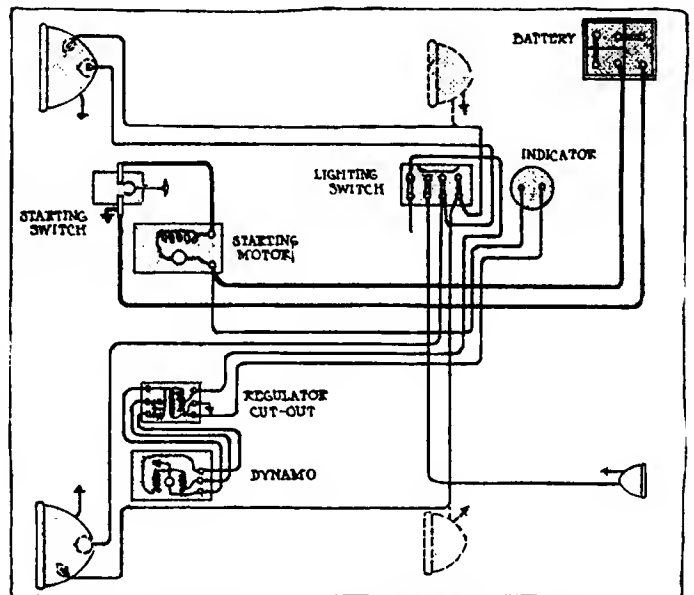 BATTERY
INDICATOR
LIGHTING
SWITCH
STARTING
SWITCH
STARTING
MOTOR
REGULATOR
CUT-OUT
DYNAMO